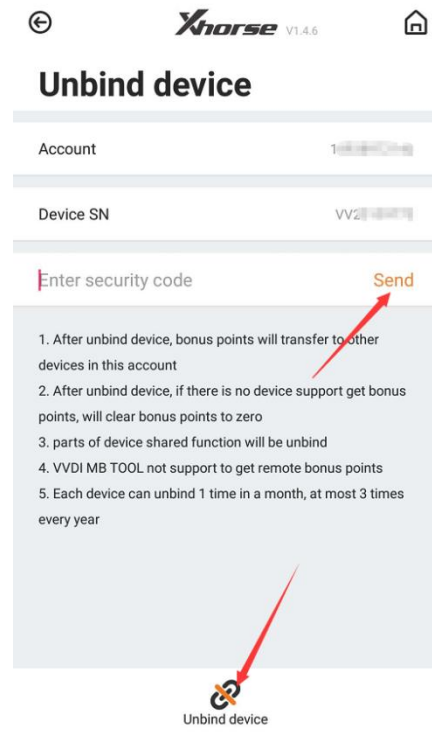 Xhorse V1.4.6
Unbind device
Account 1
Device SN VV2
Enter security code Send
1. After unbind device, bonus points will transfer to other
devices in this account
2. After unbind device, if there is no device support get bonus
points, will clear bonus points to zero
3. parts of device shared function will be unbind
4. VVDI MB TOOL not support to get remote bonus points
5. Each device can unbind 1 time in a month, at most 3 times
every year
Unbind device